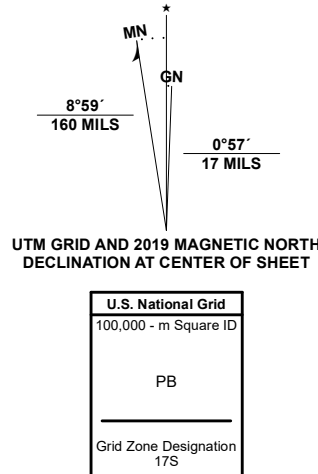 ★
MN
GN
8°59´
160 MILS
0°57´
17 MILS
UTM GRID AND 2019 MAGNETIC NORTH
DECLINATION AT CENTER OF SHEET
U.S. National Grid
100,000 - m Square ID
PB
Grid Zone Designation
17S